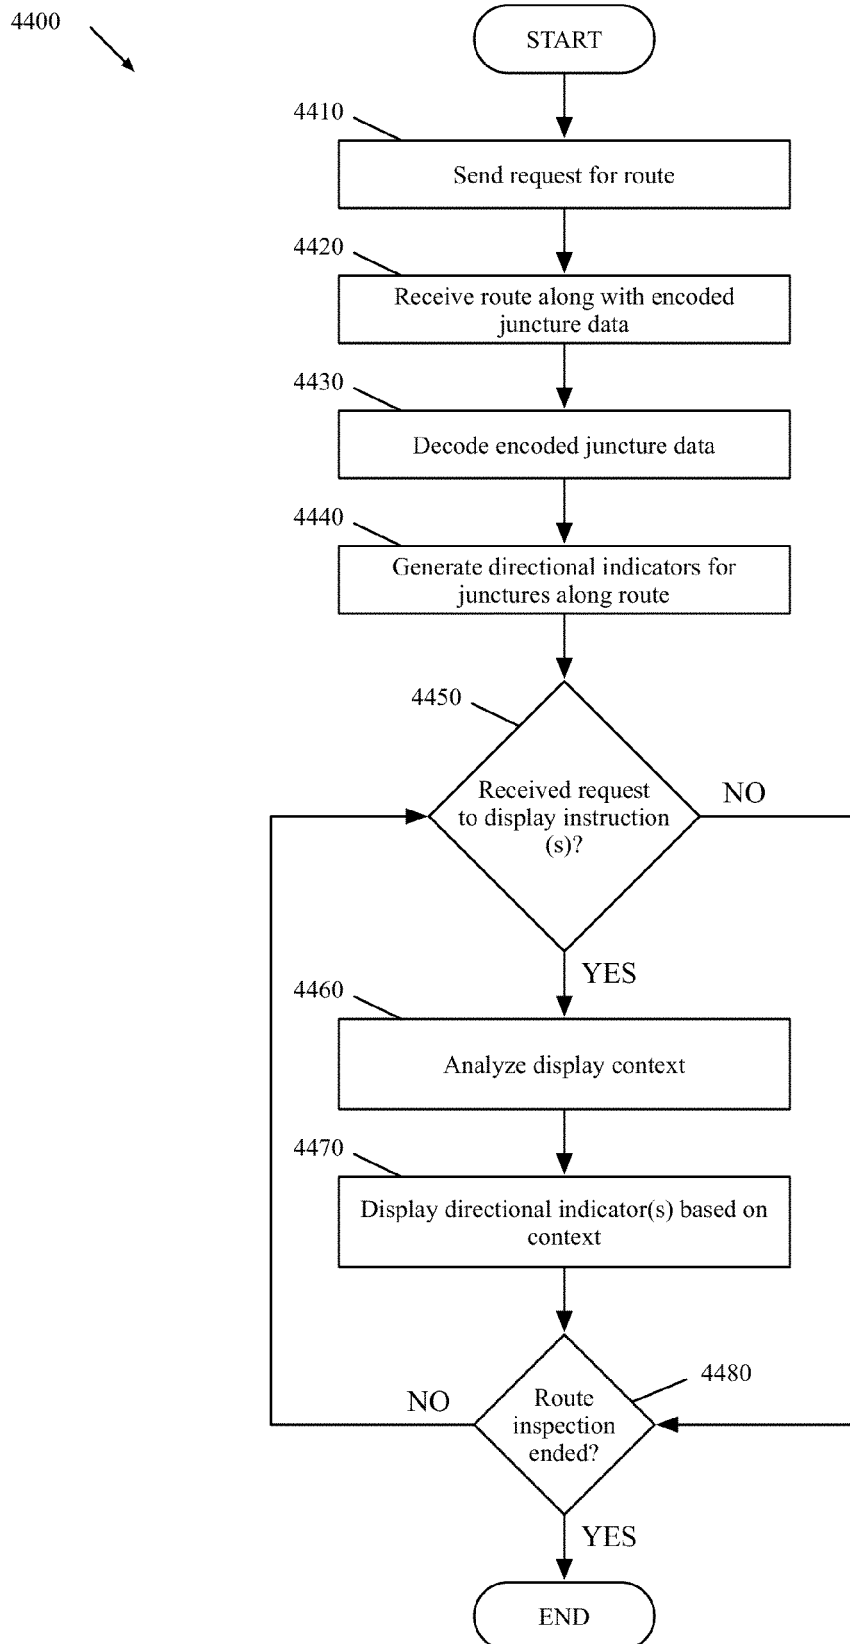 4400
START
4410
Send request for route
4420
Receive route along with encoded
juncture data
4430
Decode encoded juncture data
4440
Generate directional indicators for
junctures along route
4450
Received request
to display instruction
(s)?
NO
YES
4460
Analyze display context
4470
Display directional indicator(s) based on
context
4480
NO
Route
inspection
ended?
YES
END